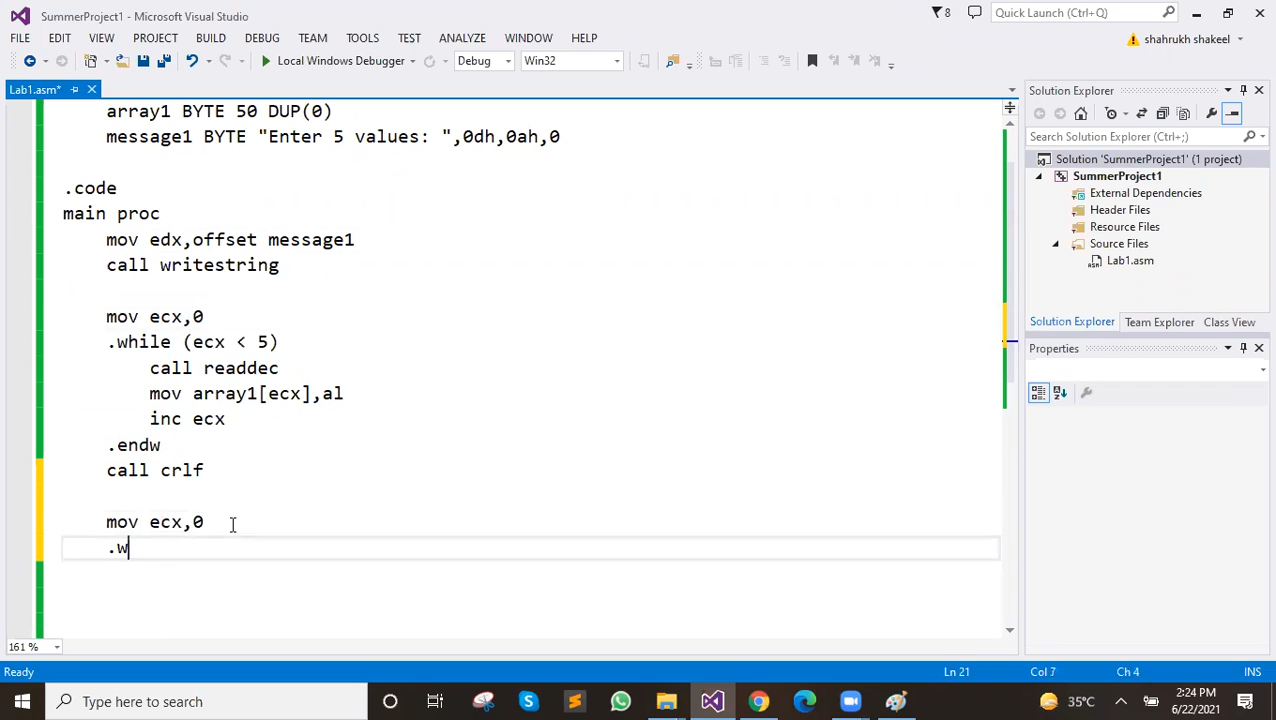 SummerProject1 - Microsoft Visual Studio
8
Quick Launch (Ctrl+Q)
FILE EDIT VIEW PROJECT BUILD DEBUG TEAM TOOLS TEST ANALYZE WINDOW HELP
shahrukh shakeel
Local Windows Debugger Debug Win32
Lab1.asm*
array1 BYTE 50 DUP(0)
message1 BYTE "Enter 5 values: ",0dh,0ah,0
.code
main proc
mov edx,offset message1
call writestring
mov ecx,0
.while (ecx < 5)
call readdec
mov array1[ecx],al
inc ecx
.endw
call crlf
mov ecx,0
.w
161 %
Solution Explorer
Search Solution Explorer (Ctrl+;)
Solution 'SummerProject1' (1 project)
SummerProject1
External Dependencies
Header Files
Resource Files
Source Files
Lab1.asm
Solution Explorer Team Explorer Class View
Properties
Ready Ln 21 Col 7 Ch 4 INS
Type here to search
35°C
2:24 PM
6/22/2021